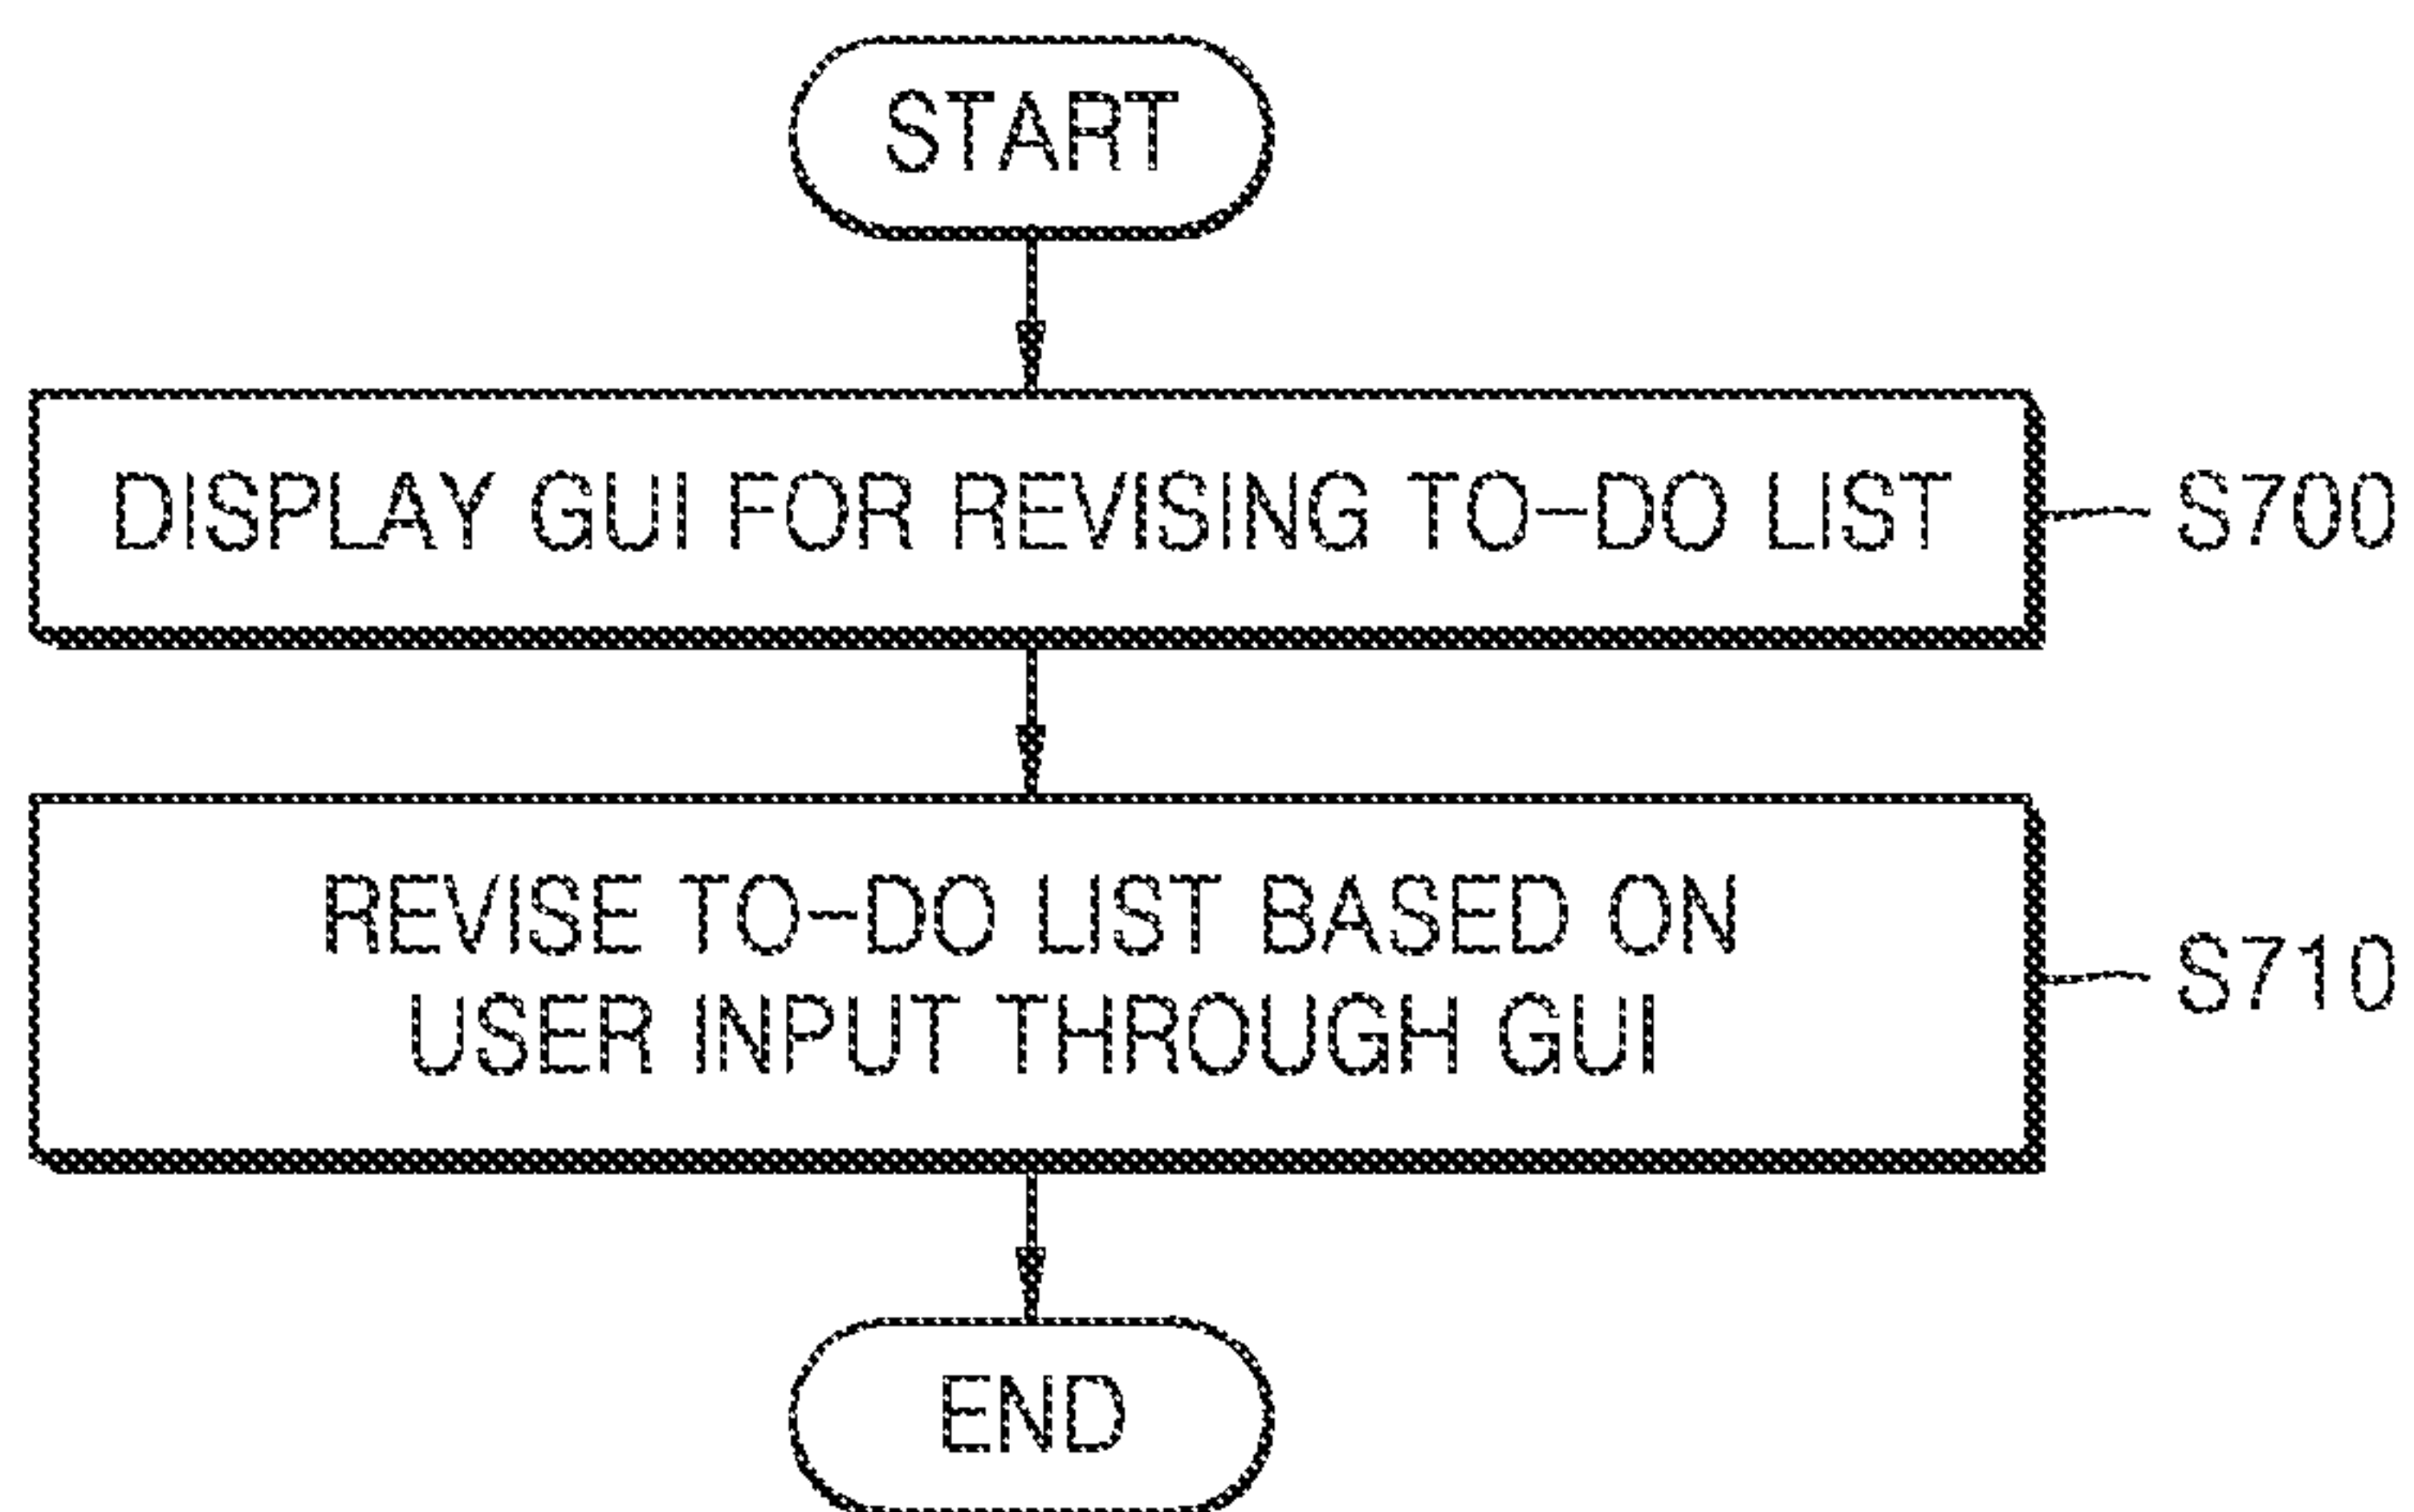 START
DISPLAY GUI FOR REVISING TO-DO LIST
S700
REVISE TO-DO LIST BASED ON
USER INPUT THROUGH GUI
S710
END